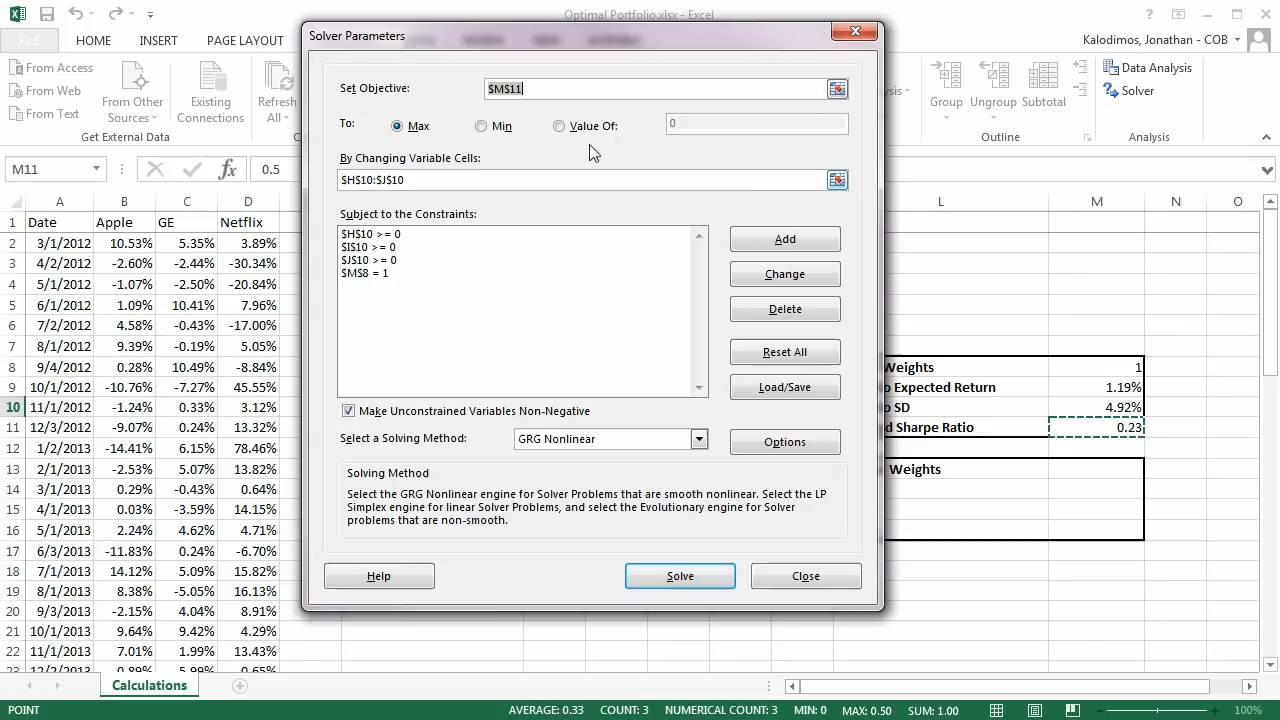 Optimal Portfolio.xlsx - Excel
FILE HOME INSERT PAGE LAYOUT
Kalodimos, Jonathan - COB
From Access
From Web
From Text
From Other Sources
Existing Connections
Refresh All
Get External Data
Group Ungroup Subtotal
Outline
Data Analysis
Solver
Analysis
M11 0.5
A B C D L M N O
1 Date Apple GE Netflix
2 3/1/2012 10.53% 5.35% 3.89%
3 4/2/2012 -2.60% -2.44% -30.34%
4 5/1/2012 -1.07% -2.50% -20.84%
5 6/1/2012 1.09% 10.41% 7.96%
6 7/2/2012 4.58% -0.43% -17.00%
7 8/1/2012 9.39% -0.19% 5.05%
8 9/4/2012 0.28% 10.49% -8.84%
9 10/1/2012 -10.76% -7.27% 45.55%
10 11/1/2012 -1.24% 0.33% 3.12%
11 12/3/2012 -9.07% 0.24% 13.32%
12 1/2/2013 -14.41% 6.15% 78.46%
13 2/1/2013 -2.53% 5.07% 13.82%
14 3/1/2013 0.29% -0.43% 0.64%
15 4/1/2013 0.03% -3.59% 14.15%
16 5/1/2013 2.24% 4.62% 4.71%
17 6/3/2013 -11.83% 0.24% -6.70%
18 7/1/2013 14.12% 5.09% 15.82%
19 8/1/2013 8.38% -5.05% 16.13%
20 9/3/2013 -2.15% 4.04% 8.91%
21 10/1/2013 9.64% 9.42% 4.29%
22 11/1/2013 7.01% 1.99% 13.43%
23 12/2/2013 0.89% 5.99% 0.65%
Solver Parameters
Set Objective: $M$11
To: Max Min Value Of: 0
By Changing Variable Cells:
$H$10:$J$10
Subject to the Constraints:
$H$10 >= 0
$I$10 >= 0
$J$10 >= 0
$M$8 = 1
Add
Change
Delete
Reset All
Load/Save
Make Unconstrained Variables Non-Negative
Select a Solving Method: GRG Nonlinear
Options
Solving Method
Select the GRG Nonlinear engine for Solver Problems that are smooth nonlinear. Select the LP
Simplex engine for linear Solver Problems, and select the Evolutionary engine for Solver
problems that are non-smooth.
Help Solve Close
Weights 1
o Expected Return 1.19%
o SD 4.92%
d Sharpe Ratio 0.23
Weights
Calculations
POINT AVERAGE: 0.33 COUNT: 3 NUMERICAL COUNT: 3 MIN: 0 MAX: 0.50 SUM: 1.00 100%